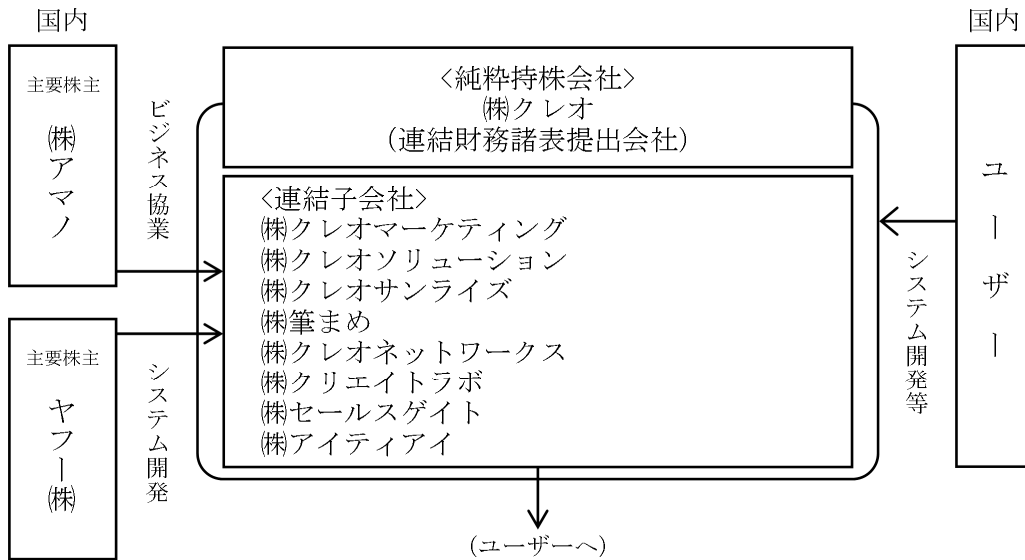 国内
主要株主
㈱アマノ
ビジネス協業
主要株主
ヤフー㈱
システム開発
<純粋持株会社>
㈱クレオ
(連結財務諸表提出会社)
<連結子会社>
㈱クレオマーケティング
㈱クレオソリューション
㈱クレオサンライズ
㈱筆まめ
㈱クレオネットワークス
㈱クリエイトラボ
㈱セールスゲイト
㈱アイティアイ
(ユーザーへ)
国内
ユーザー
システム開発等